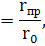 = r_пр / r_0,